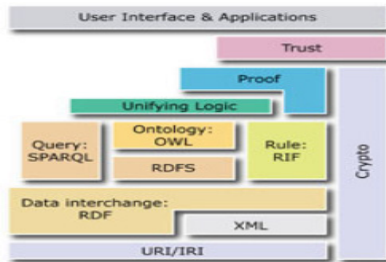 User Interface & Applications
Trust
Proof
Unifying Logic
Query:
SPARQL
Ontology:
OWL
RDFS
Rule:
RIF
Crypto
Data interchange:
RDF
XML
URI/IRI